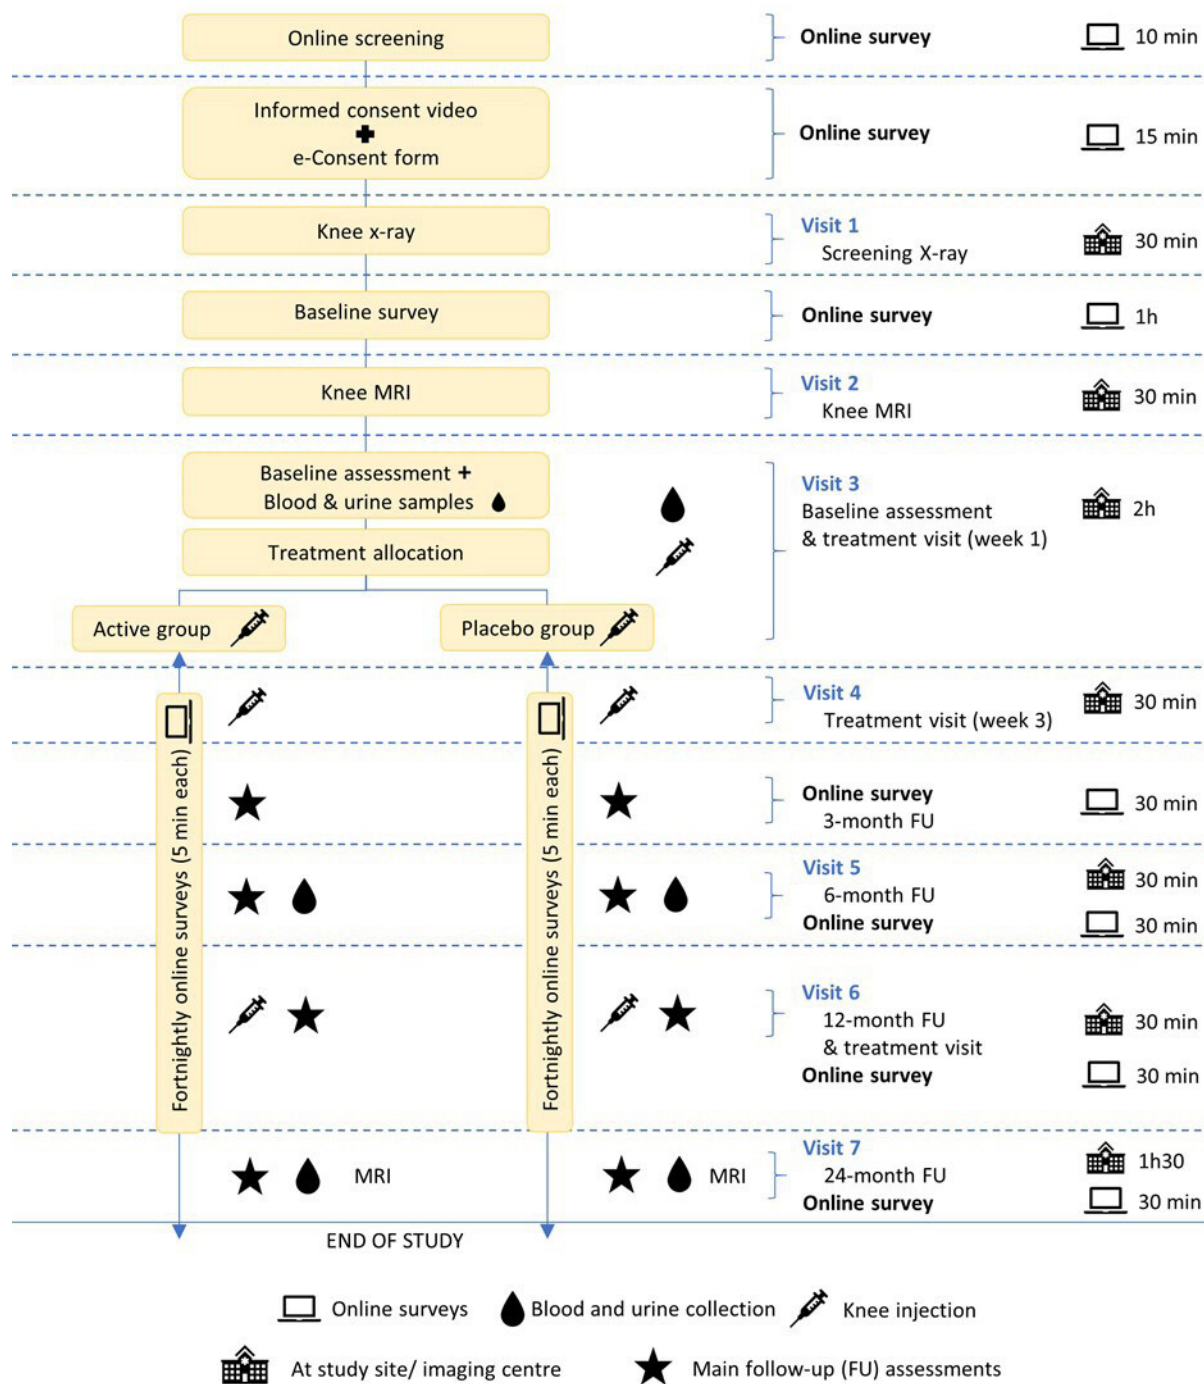 Online screening
Online survey
10 min
Informed consent video
e-Consent form
Online survey
15 min
Knee x-ray
Visit 1
Screening X-ray
30 min
Baseline survey
Online survey
1h
Knee MRI
Visit 2
Knee MRI
30 min
Baseline assessment +
Blood & urine samples
Treatment allocation
Visit 3
Baseline assessment
& treatment visit (week 1)
2h
Active group
Placebo group
Fortnightly online surveys (5 min each)
Fortnightly online surveys (5 min each)
Visit 4
Treatment visit (week 3)
30 min
Online survey
3-month FU
30 min
Visit 5
6-month FU
Online survey
30 min
30 min
Visit 6
12-month FU
& treatment visit
Online survey
30 min
30 min
MRI
MRI
Visit 7
24-month FU
Online survey
1h30
30 min
END OF STUDY
Online surveys
Blood and urine collection
Knee injection
At study site/ imaging centre
Main follow-up (FU) assessments